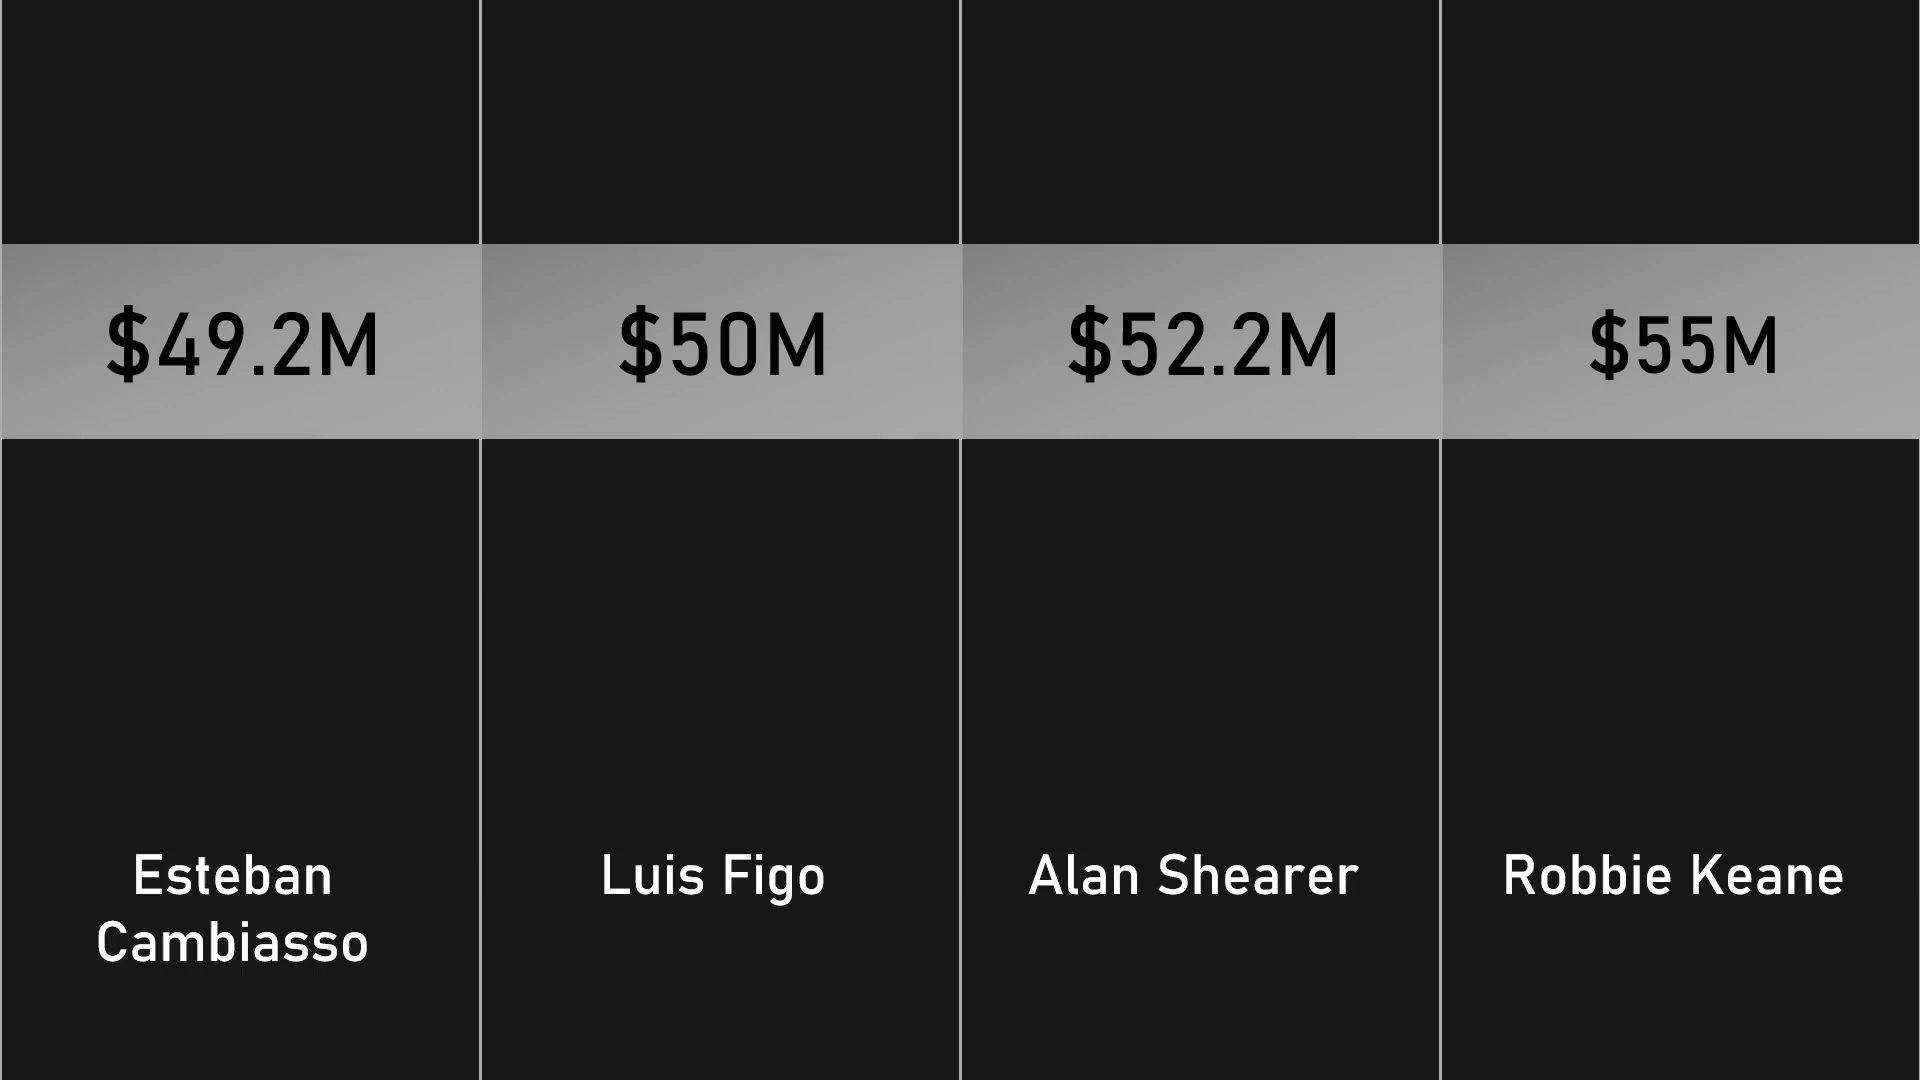 $49.2M
$50M
$52.2M
$55M
Esteban
Cambiasso
Luis Figo
Alan Shearer
Robbie Keane